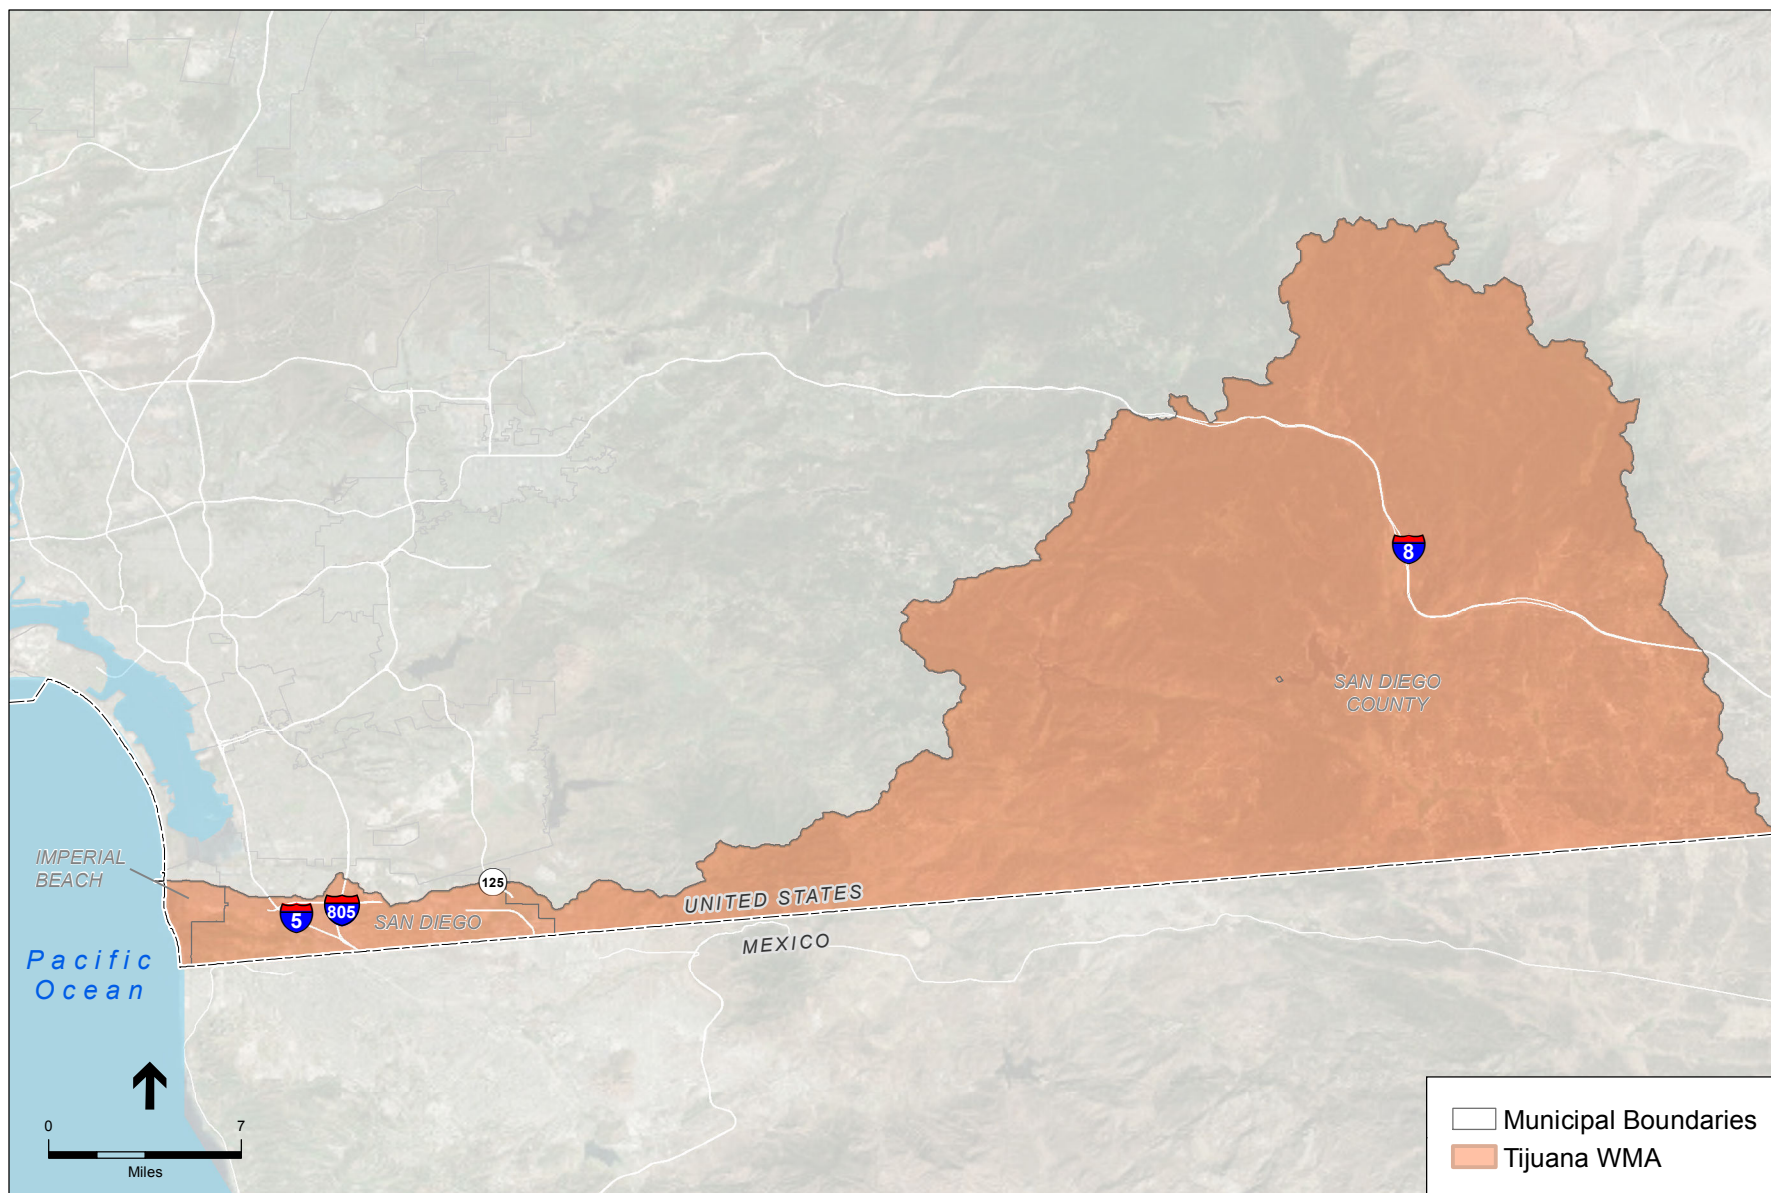 8
SAN DIEGO
COUNTY
IMPERIAL
BEACH
125
5
805
SAN DIEGO
UNITED STATES
MEXICO
Pacific
Ocean
0 7
Miles
Municipal Boundaries
Tijuana WMA